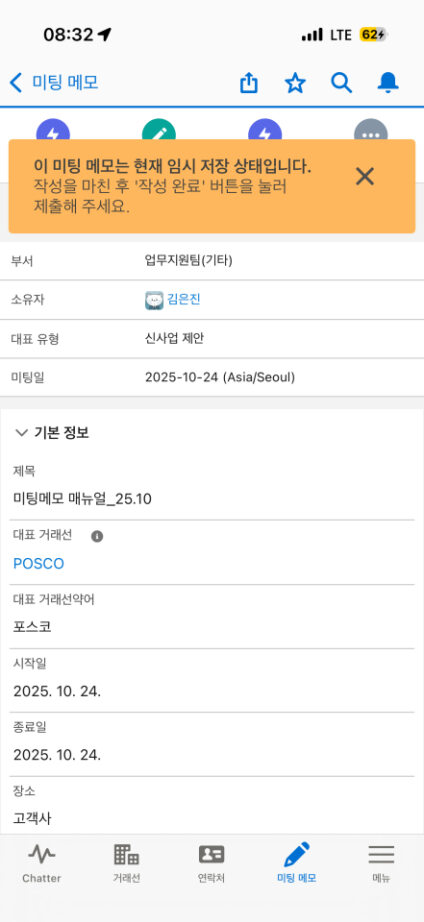 08:32
LTE
62
미팅 메모
이 미팅 메모는 현재 임시 저장 상태입니다.
작성을 마친 후 '작성 완료' 버튼을 눌러
제출해 주세요.
부서
업무지원팀(기타)
소유자
김은진
대표 유형
신사업 제안
미팅일
2025-10-24 (Asia/Seoul)
기본 정보
제목
미팅메모 매뉴얼_25.10
대표 거래선
POSCO
대표 거래선약어
포스코
시작일
2025. 10. 24.
종료일
2025. 10. 24.
장소
고객사
Chatter
거래선
연락처
미팅 메모
메뉴